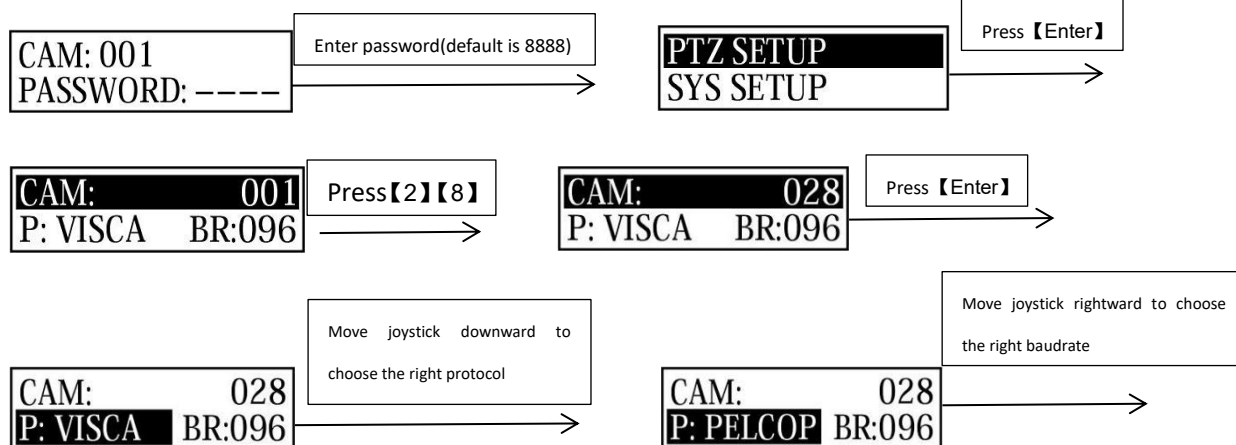 CAM: 001
PASSWORD: ----
Enter password(default is 8888)
PTZ SETUP
SYS SETUP
Press【Enter】
CAM: 001
P: VISCA BR:096
Press【2】【8】
CAM: 028
P: VISCA BR:096
Press【Enter】
CAM: 028
P: VISCA BR:096
Move joystick downward to
choose the right protocol
CAM: 028
P: PELCOP BR:096
Move joystick rightward to choose
the right baudrate